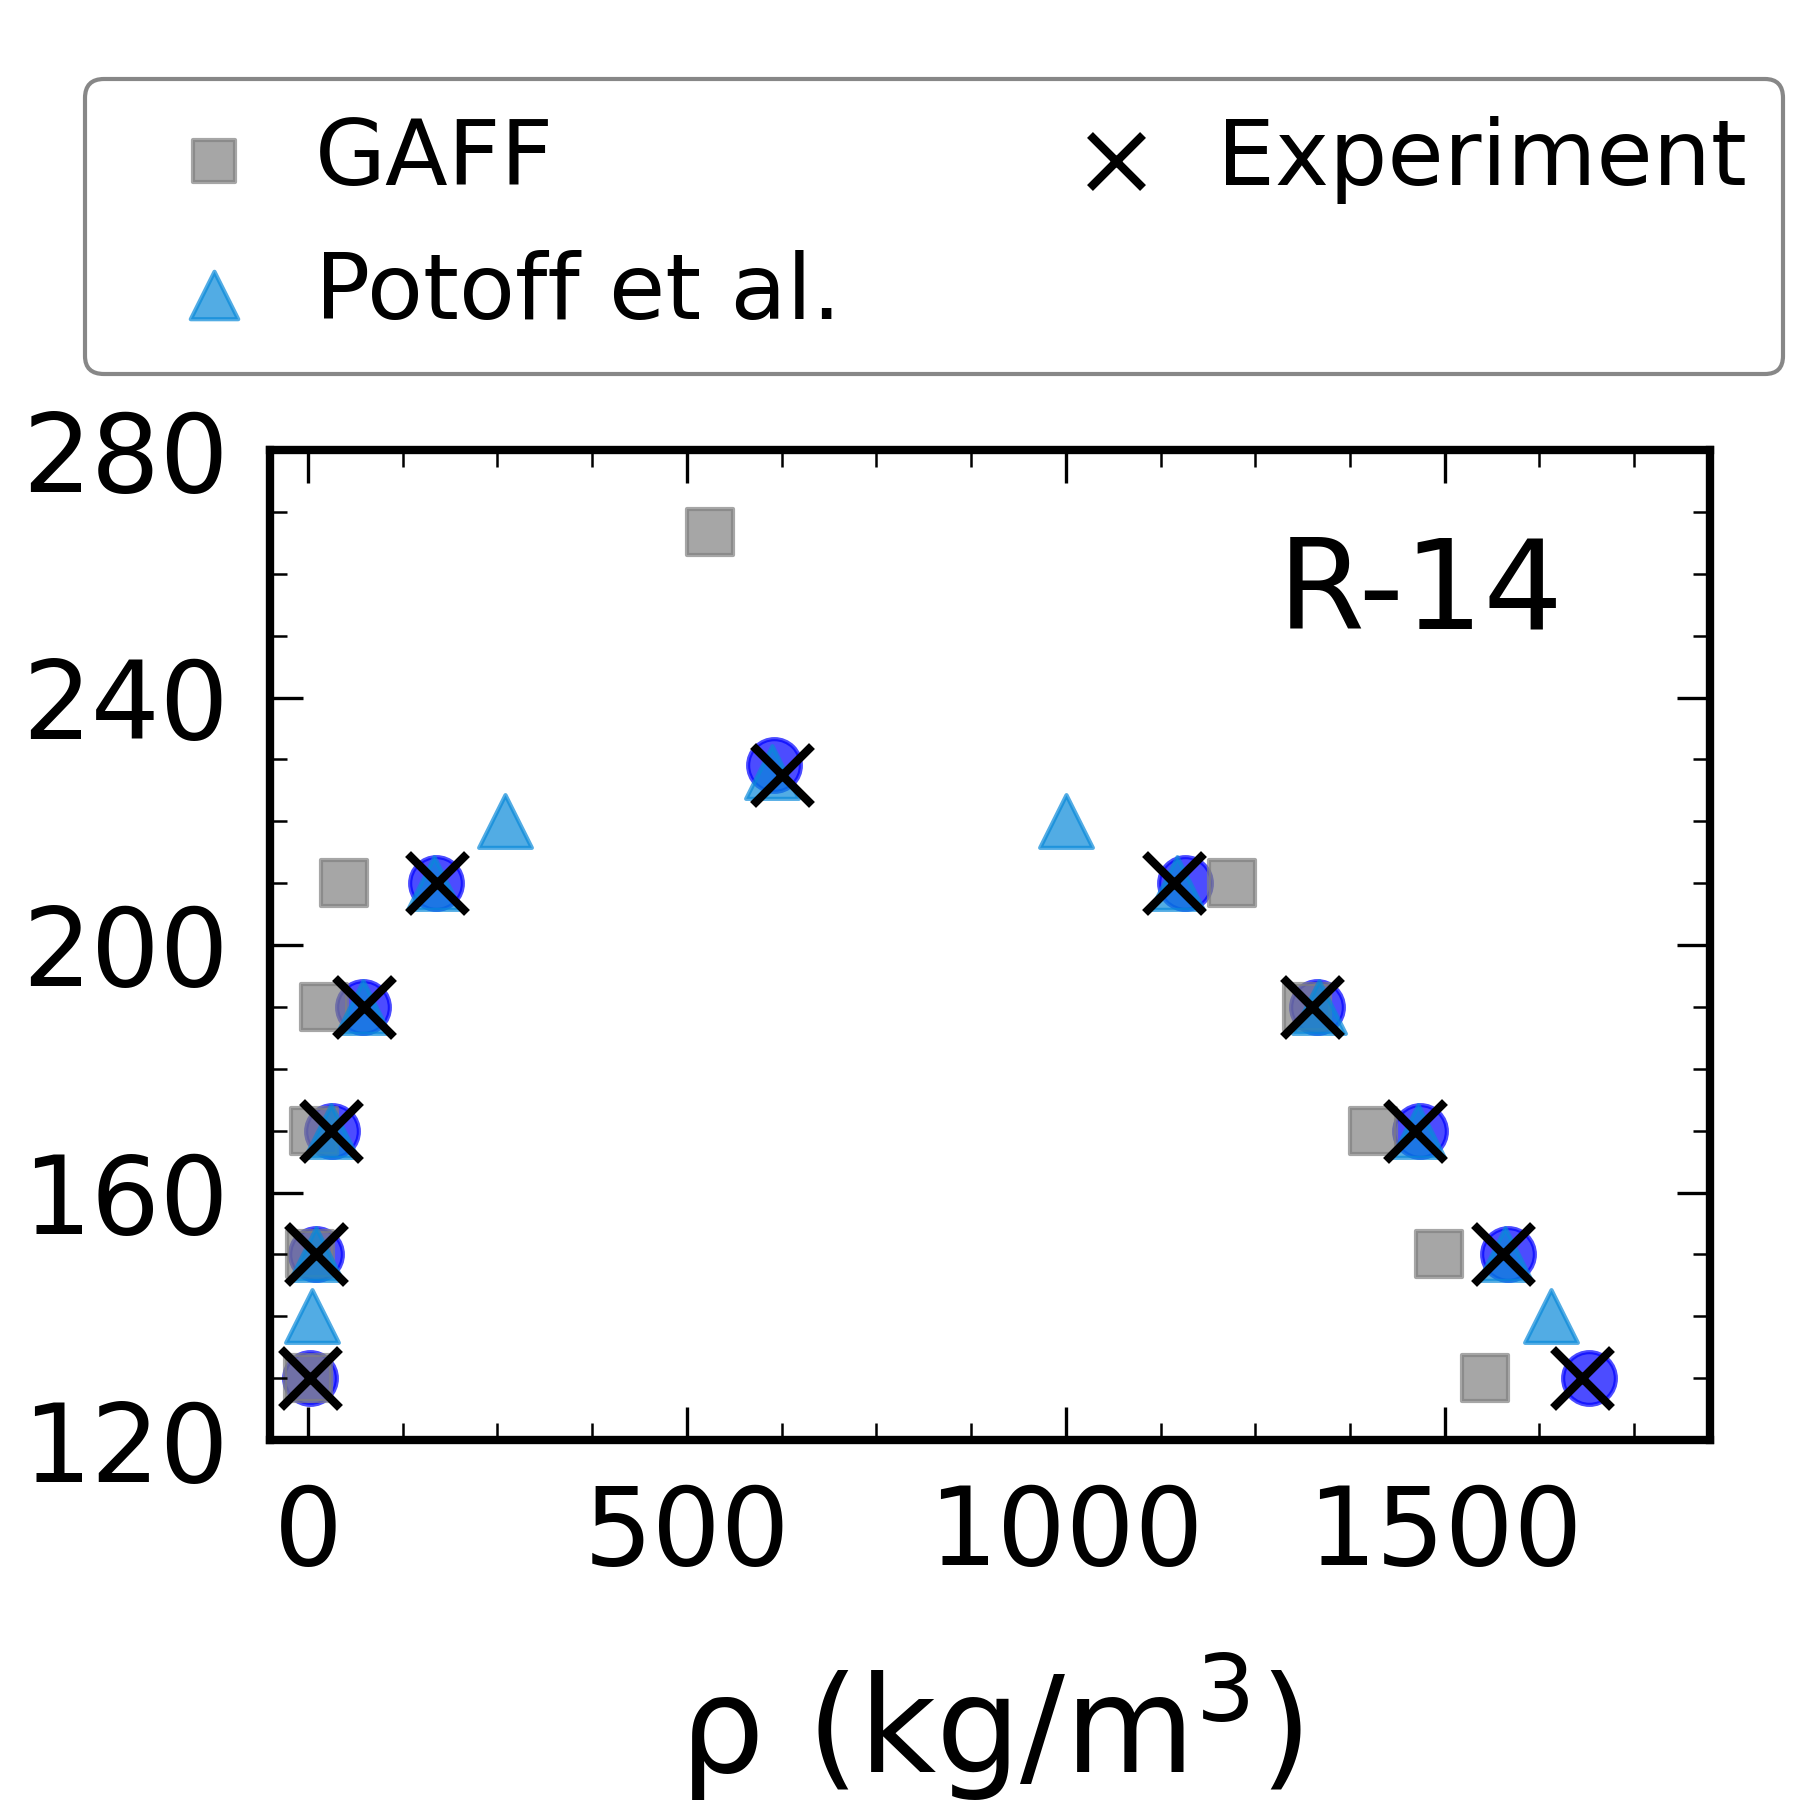 GAFF
Experiment
Potoff et al.
280
R-14
240
200
160
120
0 500 1000 1500
ρ (kg/m³)